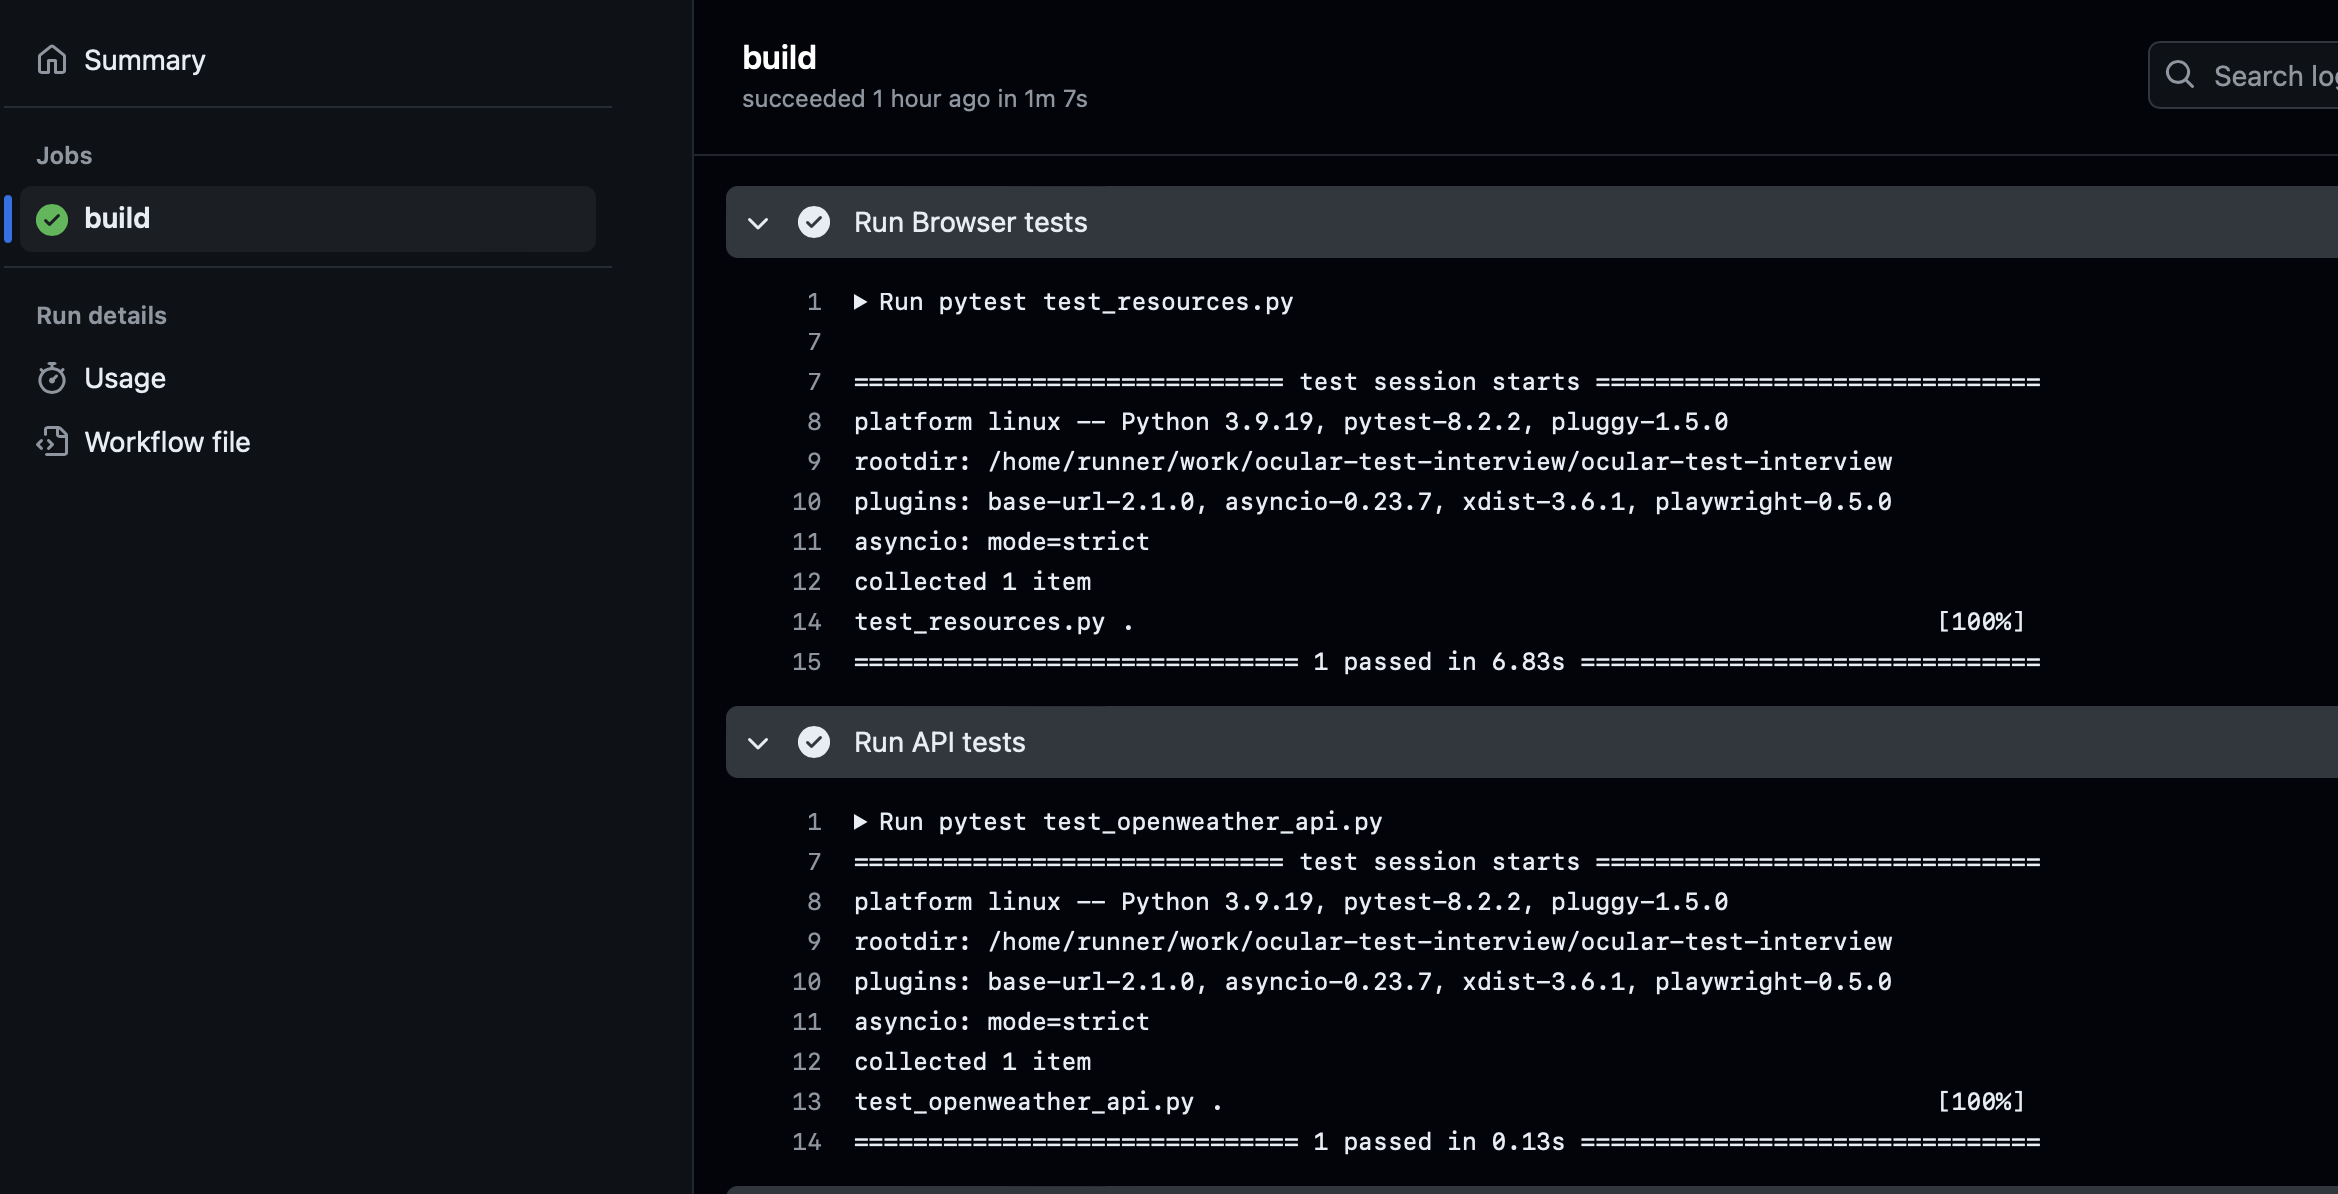 Summary
Jobs
build
Run details
Usage
Workflow file
build
succeeded 1 hour ago in 1m 7s
Search log
Run Browser tests
1 ▶ Run pytest test_resources.py
7
7 ============================= test session starts ==============================
8 platform linux -- Python 3.9.19, pytest-8.2.2, pluggy-1.5.0
9 rootdir: /home/runner/work/ocular-test-interview/ocular-test-interview
10 plugins: base-url-2.1.0, asyncio-0.23.7, xdist-3.6.1, playwright-0.5.0
11 asyncio: mode=strict
12 collected 1 item
14 test_resources.py . [100%]
15 ============================== 1 passed in 6.83s ===============================
Run API tests
1 ▶ Run pytest test_openweather_api.py
7 ============================= test session starts ==============================
8 platform linux -- Python 3.9.19, pytest-8.2.2, pluggy-1.5.0
9 rootdir: /home/runner/work/ocular-test-interview/ocular-test-interview
10 plugins: base-url-2.1.0, asyncio-0.23.7, xdist-3.6.1, playwright-0.5.0
11 asyncio: mode=strict
12 collected 1 item
13 test_openweather_api.py . [100%]
14 ============================== 1 passed in 0.13s ===============================